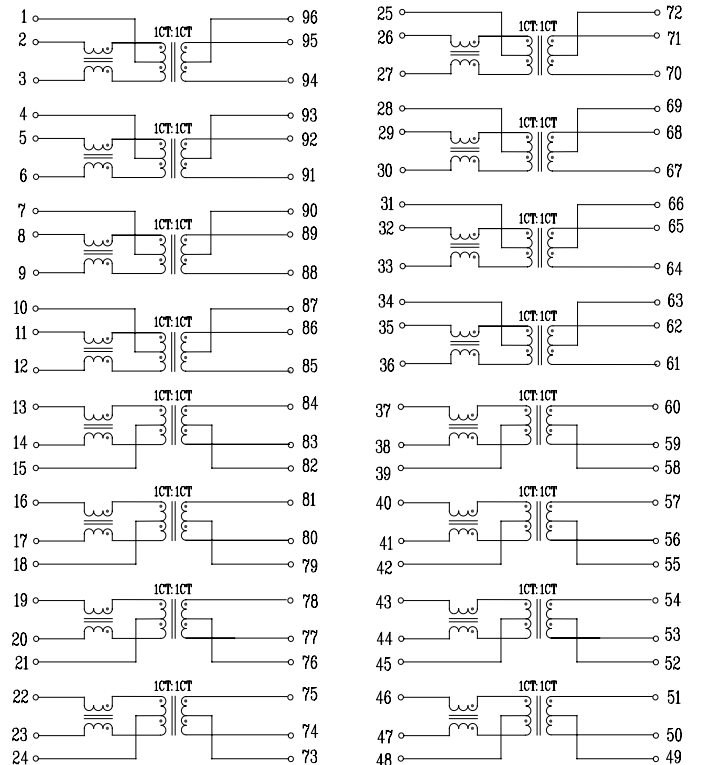 1 96 25 72
1CT:1CT 1CT:1CT
2 95 26 71
3 94 27 70
4 93 28 69
1CT:1CT 1CT:1CT
5 92 29 68
6 91 30 67
7 90 31 66
1CT:1CT 1CT:1CT
8 89 32 65
9 88 33 64
10 87 34 63
1CT:1CT 1CT:1CT
11 86 35 62
12 85 36 61
1CT:1CT 1CT:1CT
13 84 37 60
14 83 38 59
15 82 39 58
1CT:1CT 1CT:1CT
16 81 40 57
17 80 41 56
18 79 42 55
1CT:1CT 1CT:1CT
19 78 43 54
20 77 44 53
21 76 45 52
1CT:1CT 1CT:1CT
22 75 46 51
23 74 47 50
24 73 48 49